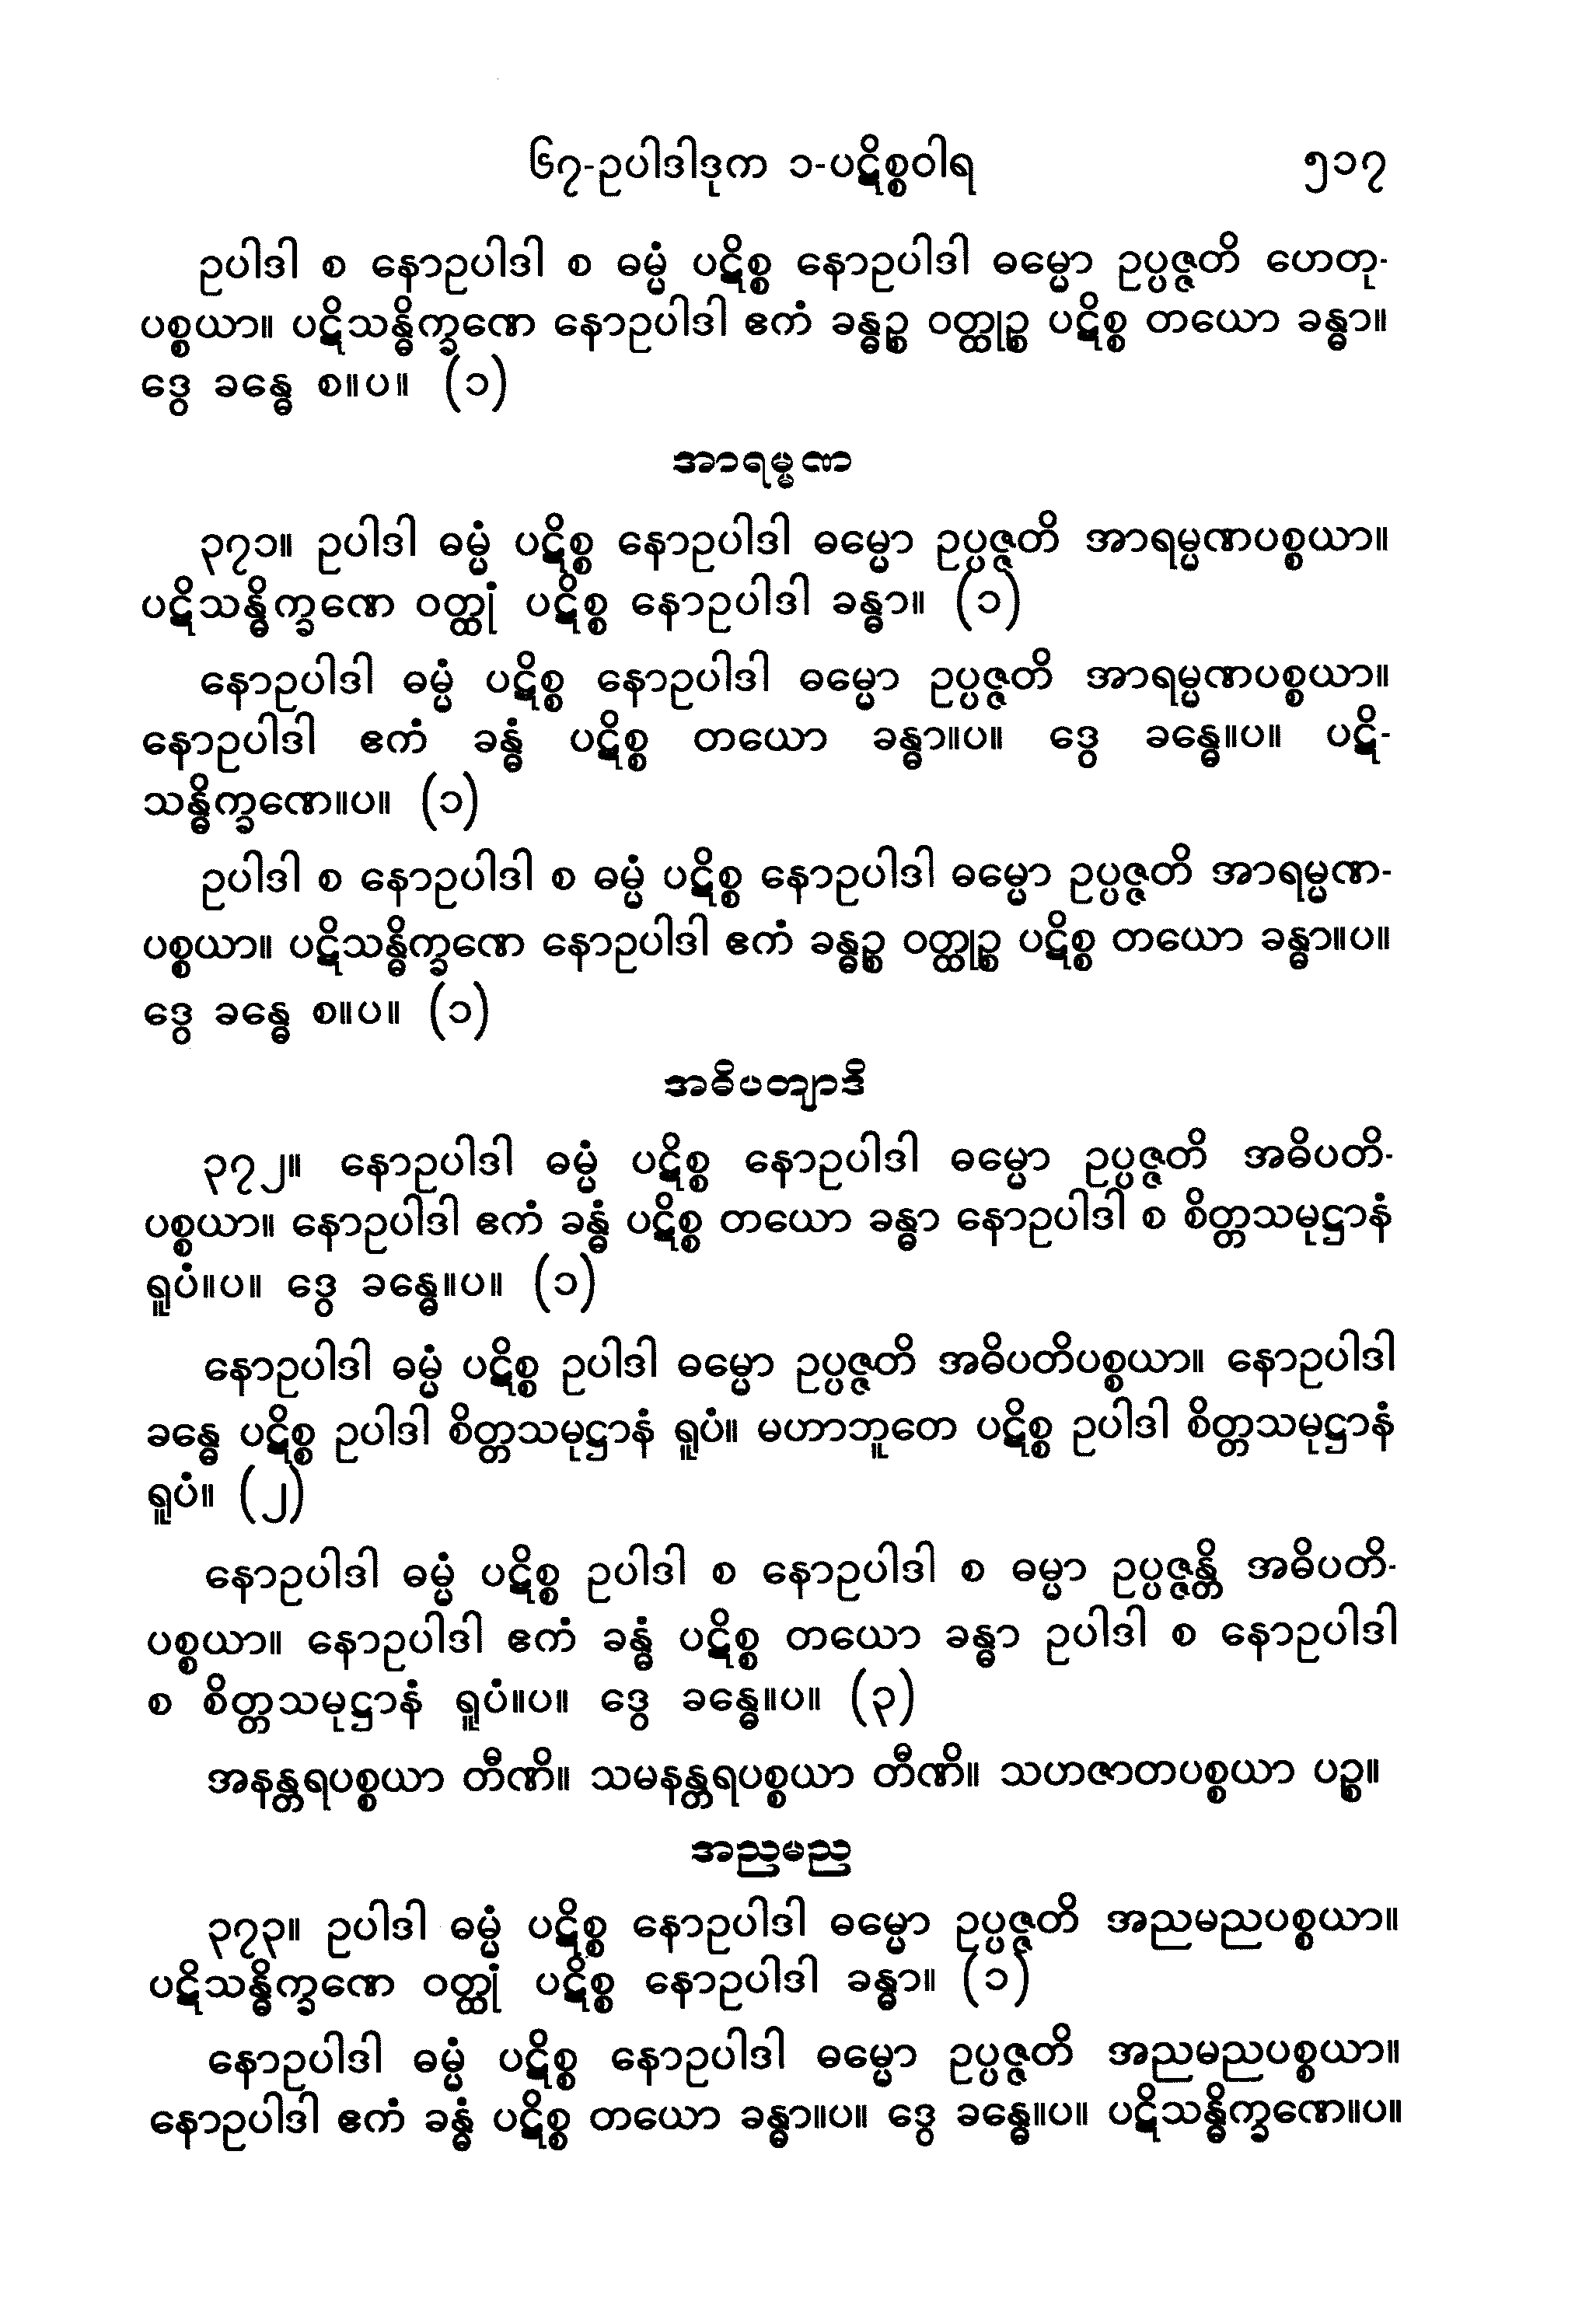 ၆၇-ဥပါဒါဒုက ၁-ပဋိစ္စဝါရ ၅၁၇
ဥပါဒါ စ နောဥပါဒါ စ ဓမ္မံ ပဋိစ္စ နောဥပါဒါ ဓမ္မော ဥပ္ပဇ္ဇတိ ဟေတု-
ပစ္စယာ။ ပဋိသန္ဓိက္ခဏေ နောဥပါဒါ ဧကံ ခန္ဓဉ္စ ဝတ္ထုဉ္စ ပဋိစ္စ တယော ခန္ဓာ။
ဒွေ ခန္ဓေ စ။ပ။ (၁)
အာရမ္မဏ
၃၇၁။ ဥပါဒါ ဓမ္မံ ပဋိစ္စ နောဥပါဒါ ဓမ္မော ဥပ္ပဇ္ဇတိ အာရမ္မဏပစ္စယာ။
ပဋိသန္ဓိက္ခဏေ ဝတ္ထုံ ပဋိစ္စ နောဥပါဒါ ခန္ဓာ။ (၁)
နောဥပါဒါ ဓမ္မံ ပဋိစ္စ နောဥပါဒါ ဓမ္မော ဥပ္ပဇ္ဇတိ အာရမ္မဏပစ္စယာ။
နောဥပါဒါ ဧကံ ခန္ဓံ ပဋိစ္စ တယော ခန္ဓာ။ပ။ ဒွေ ခန္ဓေ။ပ။ ပဋိ-
သန္ဓိက္ခဏေ။ပ။ (၁)
ဥပါဒါ စ နောဥပါဒါ စ ဓမ္မံ ပဋိစ္စ နောဥပါဒါ ဓမ္မော ဥပ္ပဇ္ဇတိ အာရမ္မဏ-
ပစ္စယာ။ ပဋိသန္ဓိက္ခဏေ နောဥပါဒါ ဧကံ ခန္ဓဉ္စ ဝတ္ထုဉ္စ ပဋိစ္စ တယော ခန္ဓာ။ပ။
ဒွေ ခန္ဓေ စ။ပ။ (၁)
အဓိပတျာဒိ
၃၇၂။ နောဥပါဒါ ဓမ္မံ ပဋိစ္စ နောဥပါဒါ ဓမ္မော ဥပ္ပဇ္ဇတိ အဓိပတိ-
ပစ္စယာ။ နောဥပါဒါ ဧကံ ခန္ဓံ ပဋိစ္စ တယော ခန္ဓာ နောဥပါဒါ စ စိတ္တသမုဋ္ဌာနံ
ရူပံ။ပ။ ဒွေ ခန္ဓေ။ပ။ (၁)
နောဥပါဒါ ဓမ္မံ ပဋိစ္စ ဥပါဒါ ဓမ္မော ဥပ္ပဇ္ဇတိ အဓိပတိပစ္စယာ။ နောဥပါဒါ
ခန္ဓေ ပဋိစ္စ ဥပါဒါ စိတ္တသမုဋ္ဌာနံ ရူပံ။ မဟာဘူတေ ပဋိစ္စ ဥပါဒါ စိတ္တသမုဋ္ဌာနံ
ရူပံ။ (၂)
နောဥပါဒါ ဓမ္မံ ပဋိစ္စ ဥပါဒါ စ နောဥပါဒါ စ ဓမ္မာ ဥပ္ပဇ္ဇန္တိ အဓိပတိ-
ပစ္စယာ။ နောဥပါဒါ ဧကံ ခန္ဓံ ပဋိစ္စ တယော ခန္ဓာ ဥပါဒါ စ နောဥပါဒါ
စ စိတ္တသမုဋ္ဌာနံ ရူပံ။ပ။ ဒွေ ခန္ဓေ။ပ။ (၃)
အနန္တရပစ္စယာ တီဏိ။ သမနန္တရပစ္စယာ တီဏိ။ သဟဇာတပစ္စယာ ပဉ္စ။
အညမည
၃၇၃။ ဥပါဒါ ဓမ္မံ ပဋိစ္စ နောဥပါဒါ ဓမ္မော ဥပ္ပဇ္ဇတိ အညမညပစ္စယာ။
ပဋိသန္ဓိက္ခဏေ ဝတ္ထုံ ပဋိစ္စ နောဥပါဒါ ခန္ဓာ။ (၁)
နောဥပါဒါ ဓမ္မံ ပဋိစ္စ နောဥပါဒါ ဓမ္မော ဥပ္ပဇ္ဇတိ အညမညပစ္စယာ။
နောဥပါဒါ ဧကံ ခန္ဓံ ပဋိစ္စ တယော ခန္ဓာ။ပ။ ဒွေ ခန္ဓေ။ပ။ ပဋိသန္ဓိက္ခဏေ။ပ။